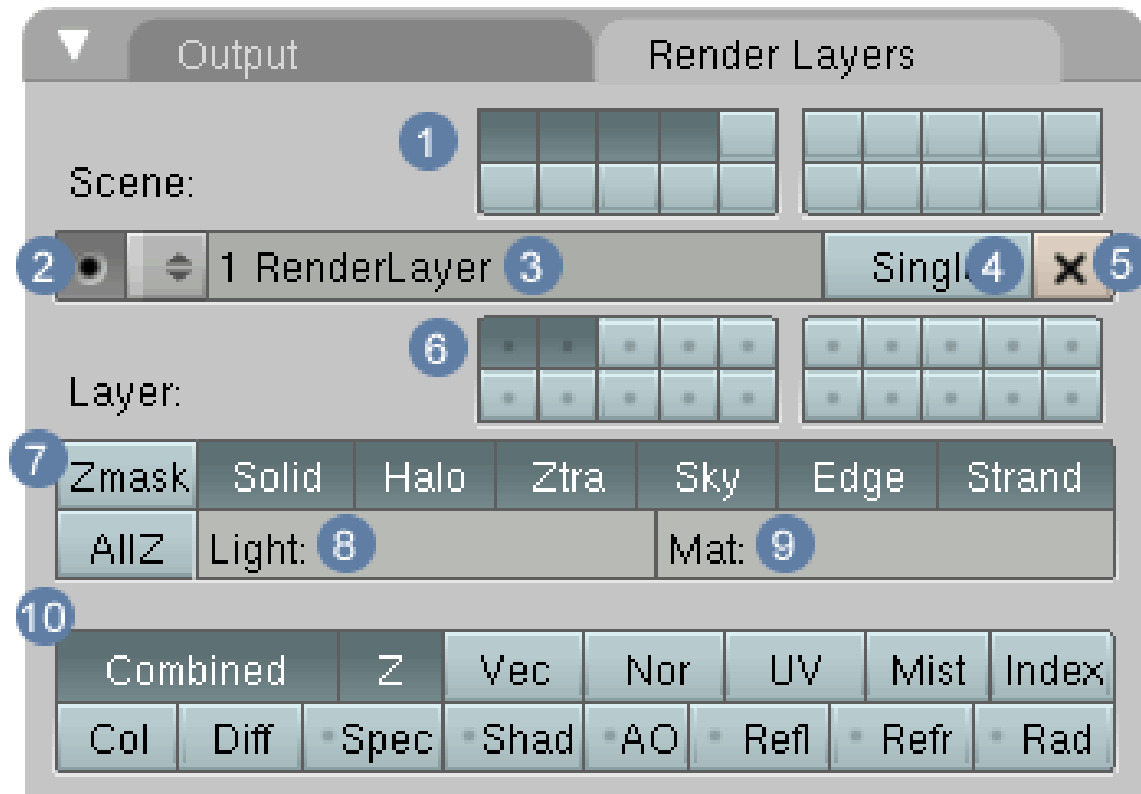 Output Render Layers
1
Scene:
2 1 RenderLayer 3 Singl 4 X 5
6
Layer:
7 Zmask Solid Halo Ztra Sky Edge Strand
AllZ Light: 8 Mat: 9
10
Combined Z Vec Nor UV Mist Index
Col Diff Spec Shad AO Refl Refr Rad